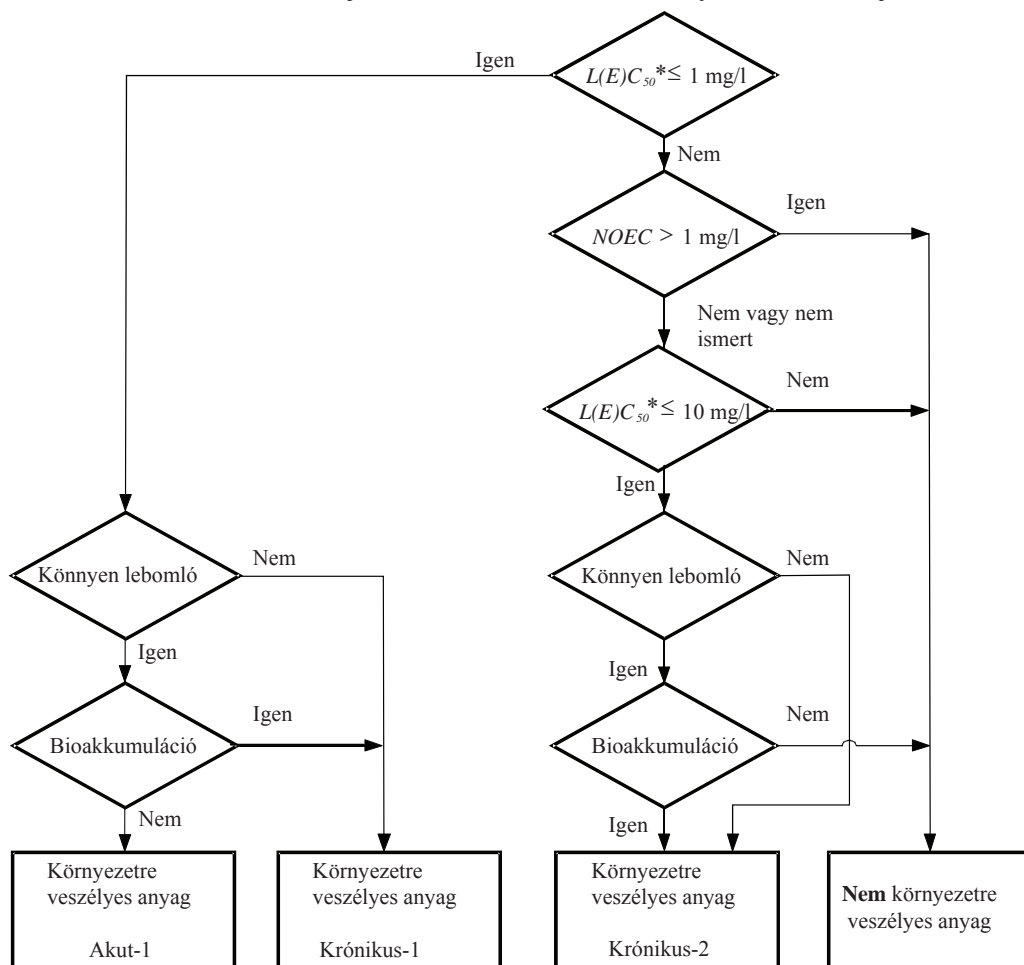 Igen
L(E)C50*≤ 1 mg/l
Nem
Igen
NOEC > 1 mg/l
Nem vagy nem
ismert
Nem
L(E)C50*≤ 10 mg/l
Igen
Nem
Könnyen lebomló
Igen
Nem
Könnyen lebomló
Igen
Igen
Bioakkumuláció
Nem
Nem
Bioakkumuláció
Igen
Környezetre
veszélyes anyag
Akut-1
Környezetre
veszélyes anyag
Krónikus-1
Környezetre
veszélyes anyag
Krónikus-2
Nem környezetre
veszélyes anyag